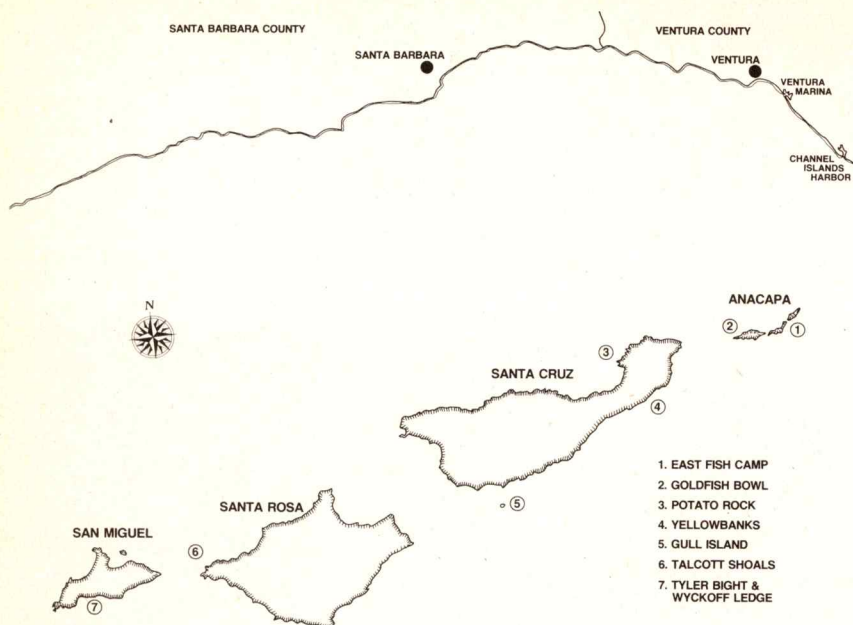 SANTA BARBARA COUNTY
VENTURA COUNTY
SANTA BARBARA
VENTURA
VENTURA
MARINA
CHANNEL
ISLANDS
HARBOR
N
ANACAPA
2
1
3
SANTA CRUZ
4
5
SANTA ROSA
SAN MIGUEL
6
7
1. EAST FISH CAMP
2. GOLDFISH BOWL
3. POTATO ROCK
4. YELLOWBANKS
5. GULL ISLAND
6. TALCOTT SHOALS
7. TYLER BIGHT &
WYCKOFF LEDGE